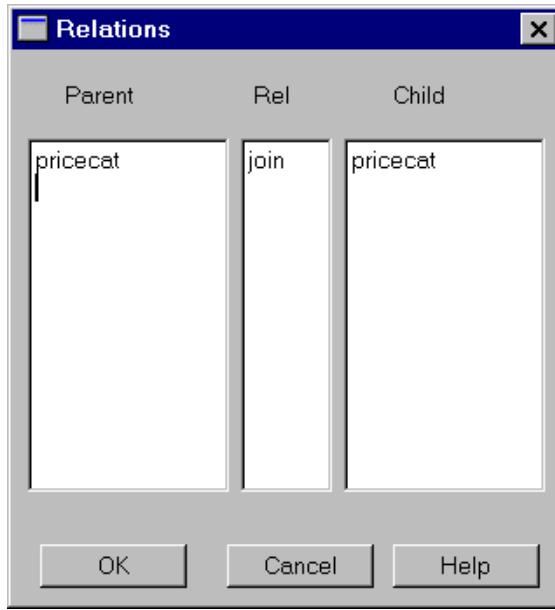 Relations
Parent Rel Child
pricecat join pricecat
OK Cancel Help